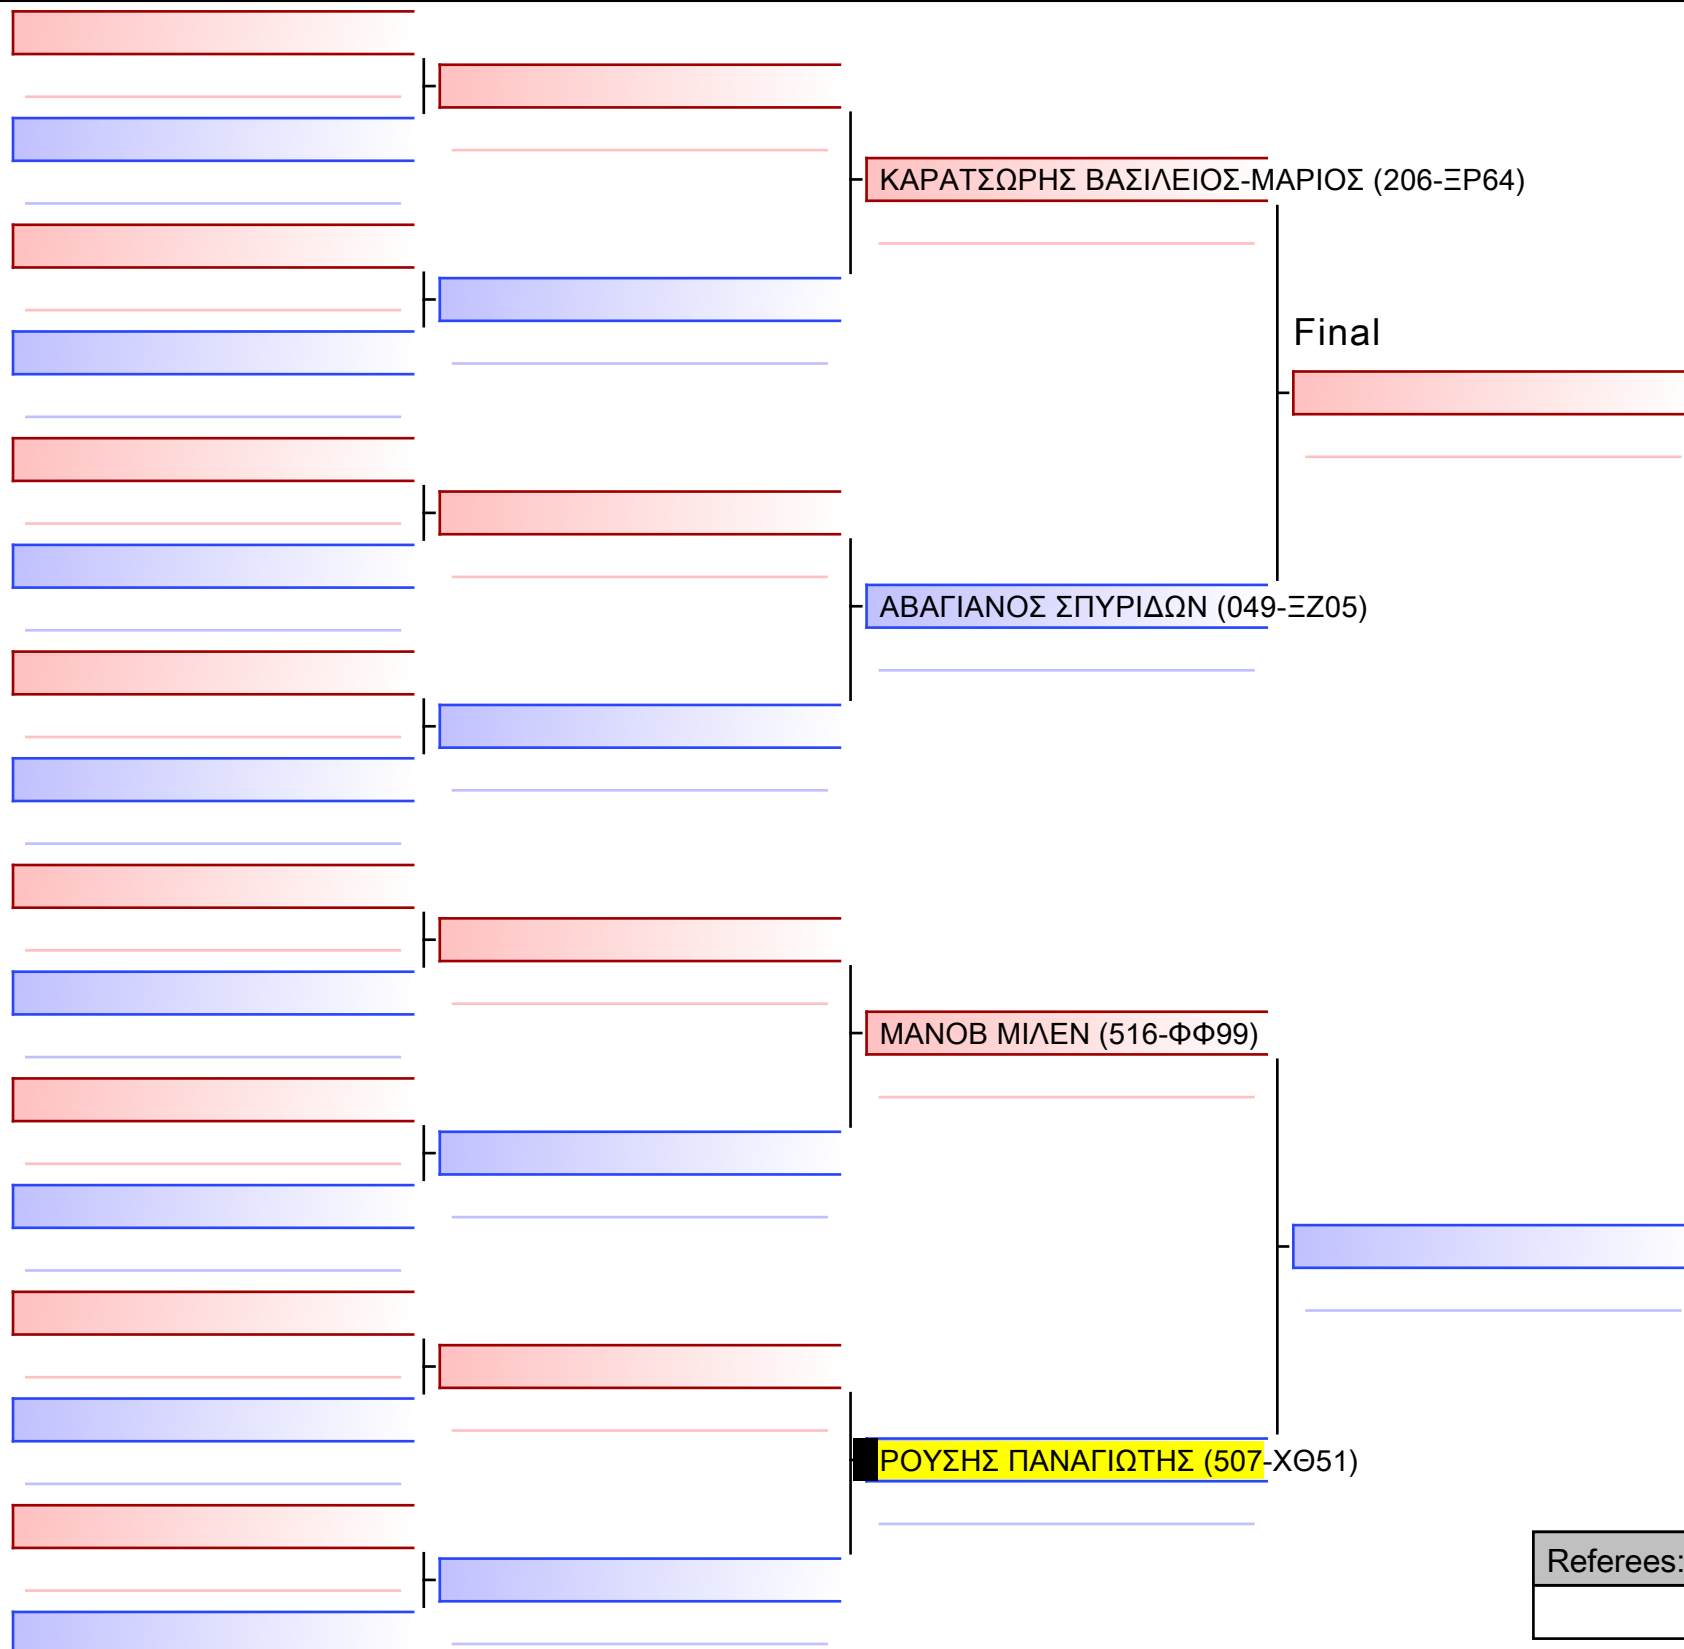 ΚΑΡΑΤΣΩΡΗΣ ΒΑΣΙΛΕΙΟΣ-ΜΑΡΙΟΣ (206-ΞΡ64)
Final
ΑΒΑΓΙΑΝΟΣ ΣΠΥΡΙΔΩΝ (049-ΞΖ05)
ΜΑΝΟΒ ΜΙΛΕΝ (516-ΦΦ99)
ΡΟΥΣΗΣ ΠΑΝΑΓΙΩΤΗΣ (507-ΧΘ51)
Referees: